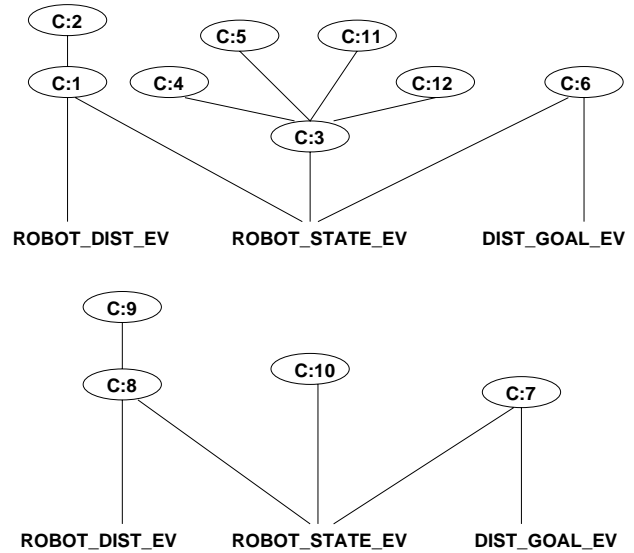 C:2
C:5 C:11
C:1 C:4 C:12 C:6
C:3
ROBOT_DIST_EV ROBOT_STATE_EV DIST_GOAL_EV
C:9
C:10
C:8 C:7
ROBOT_DIST_EV ROBOT_STATE_EV DIST_GOAL_EV